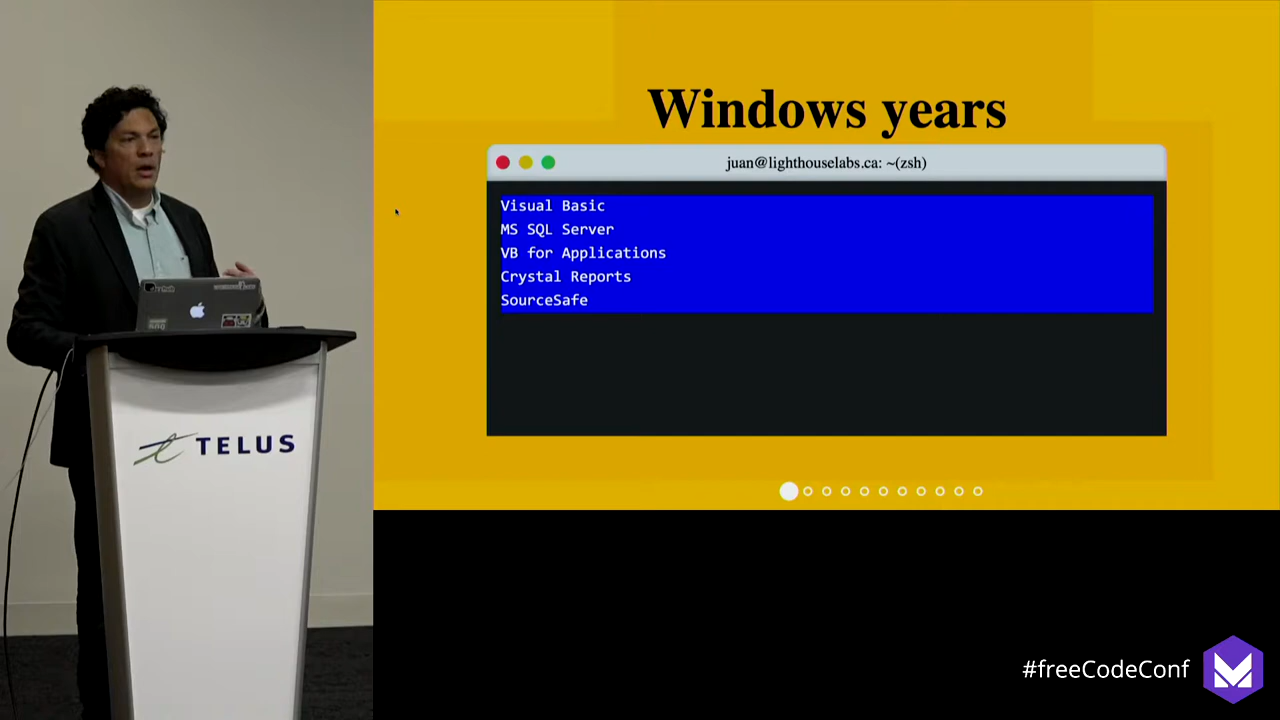 Windows years
juan@lighthouselabs.ca: ~(zsh)
Visual Basic
MS SQL Server
VB for Applications
Crystal Reports
SourceSafe
TELUS
#freeCodeConf